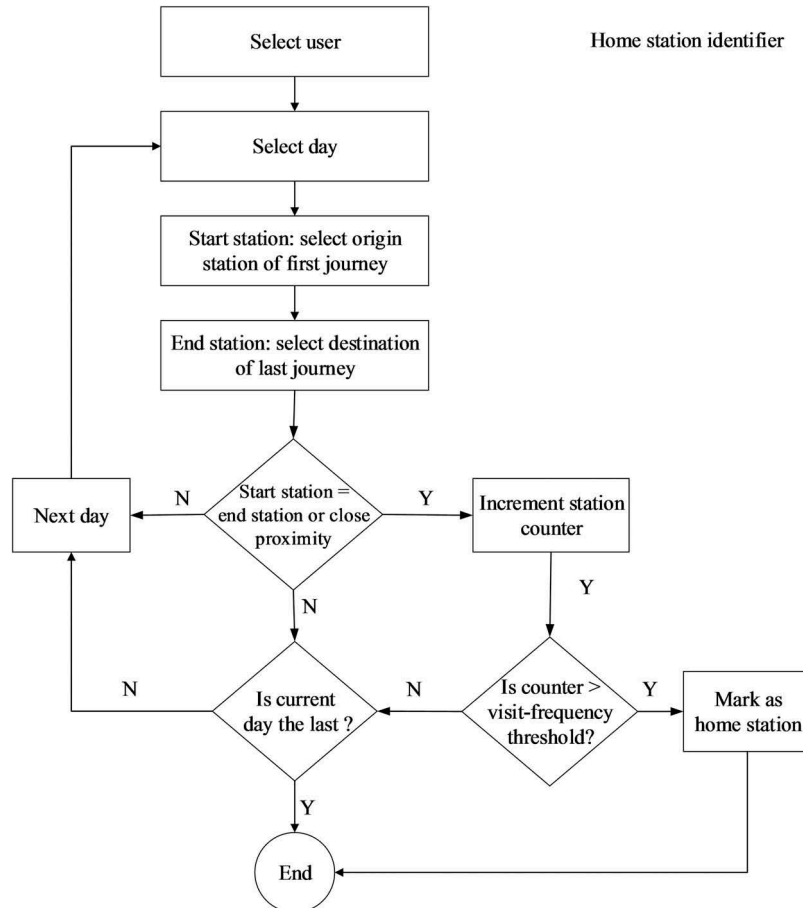 Select user
Home station identifier
Select day
Start station: select origin
station of first journey
End station: select destination
of last journey
Start station =
end station or close
proximity
N
Next day
Y
Increment station
counter
N
Y
Is current
day the last ?
N
N
Is counter >
visit-frequency
threshold?
Y
Mark as
home station
Y
End